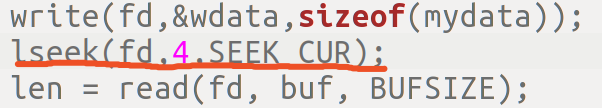 write(fd,&wdata,sizeof(mydata));
lseek(fd,4,SEEK_CUR);
len = read(fd, buf, BUFSIZE);